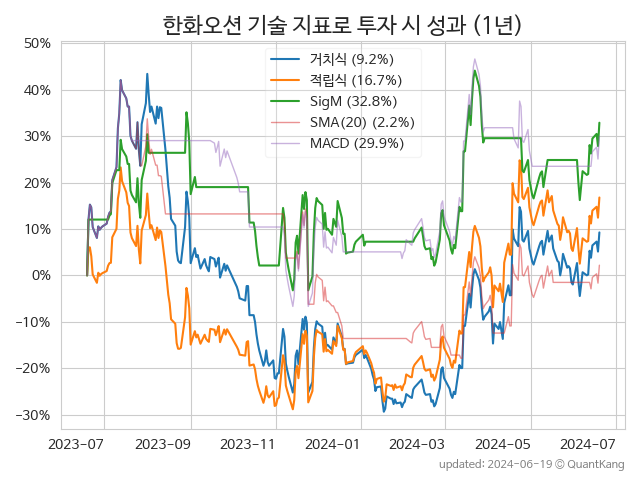 한화오션 기술 지표로 투자 시 성과 (1년)
50%
40%
30%
20%
10%
0%
−10%
−20%
−30%
거치식 (9.2%)
적립식 (16.7%)
SigM (32.8%)
SMA(20) (2.2%)
MACD (29.9%)
2023-07
2023-09
2023-11
2024-01
2024-03
2024-05
2024-07
updated: 2024-06-19 © QuantKang